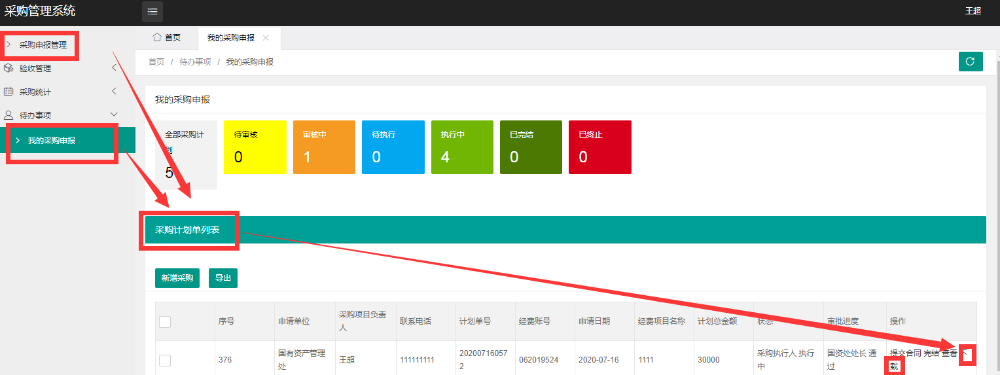 采购管理系统
王超
采购申报管理
验收管理
采购统计
待办事项
我的采购申报
首页
我的采购申报
首页 / 待办事项 / 我的采购申报
我的采购申报
全部采购计
划
5
待审核
0
审核中
1
待执行
0
执行中
4
已完结
0
已终止
0
采购计划单列表
新增采购
导出
序号
申请单位
采购项目负责
人
联系电话
计划单号
经费账号
申请日期
经费项目名称
计划总金额
状态
审批进度
操作
376
国有资产管理
处
王超
111111111
20200716057
2
062019524
2020-07-16
1111
30000
采购执行人 执行
中
国资处处长 通
过
提交合同 完结 查看 下
载